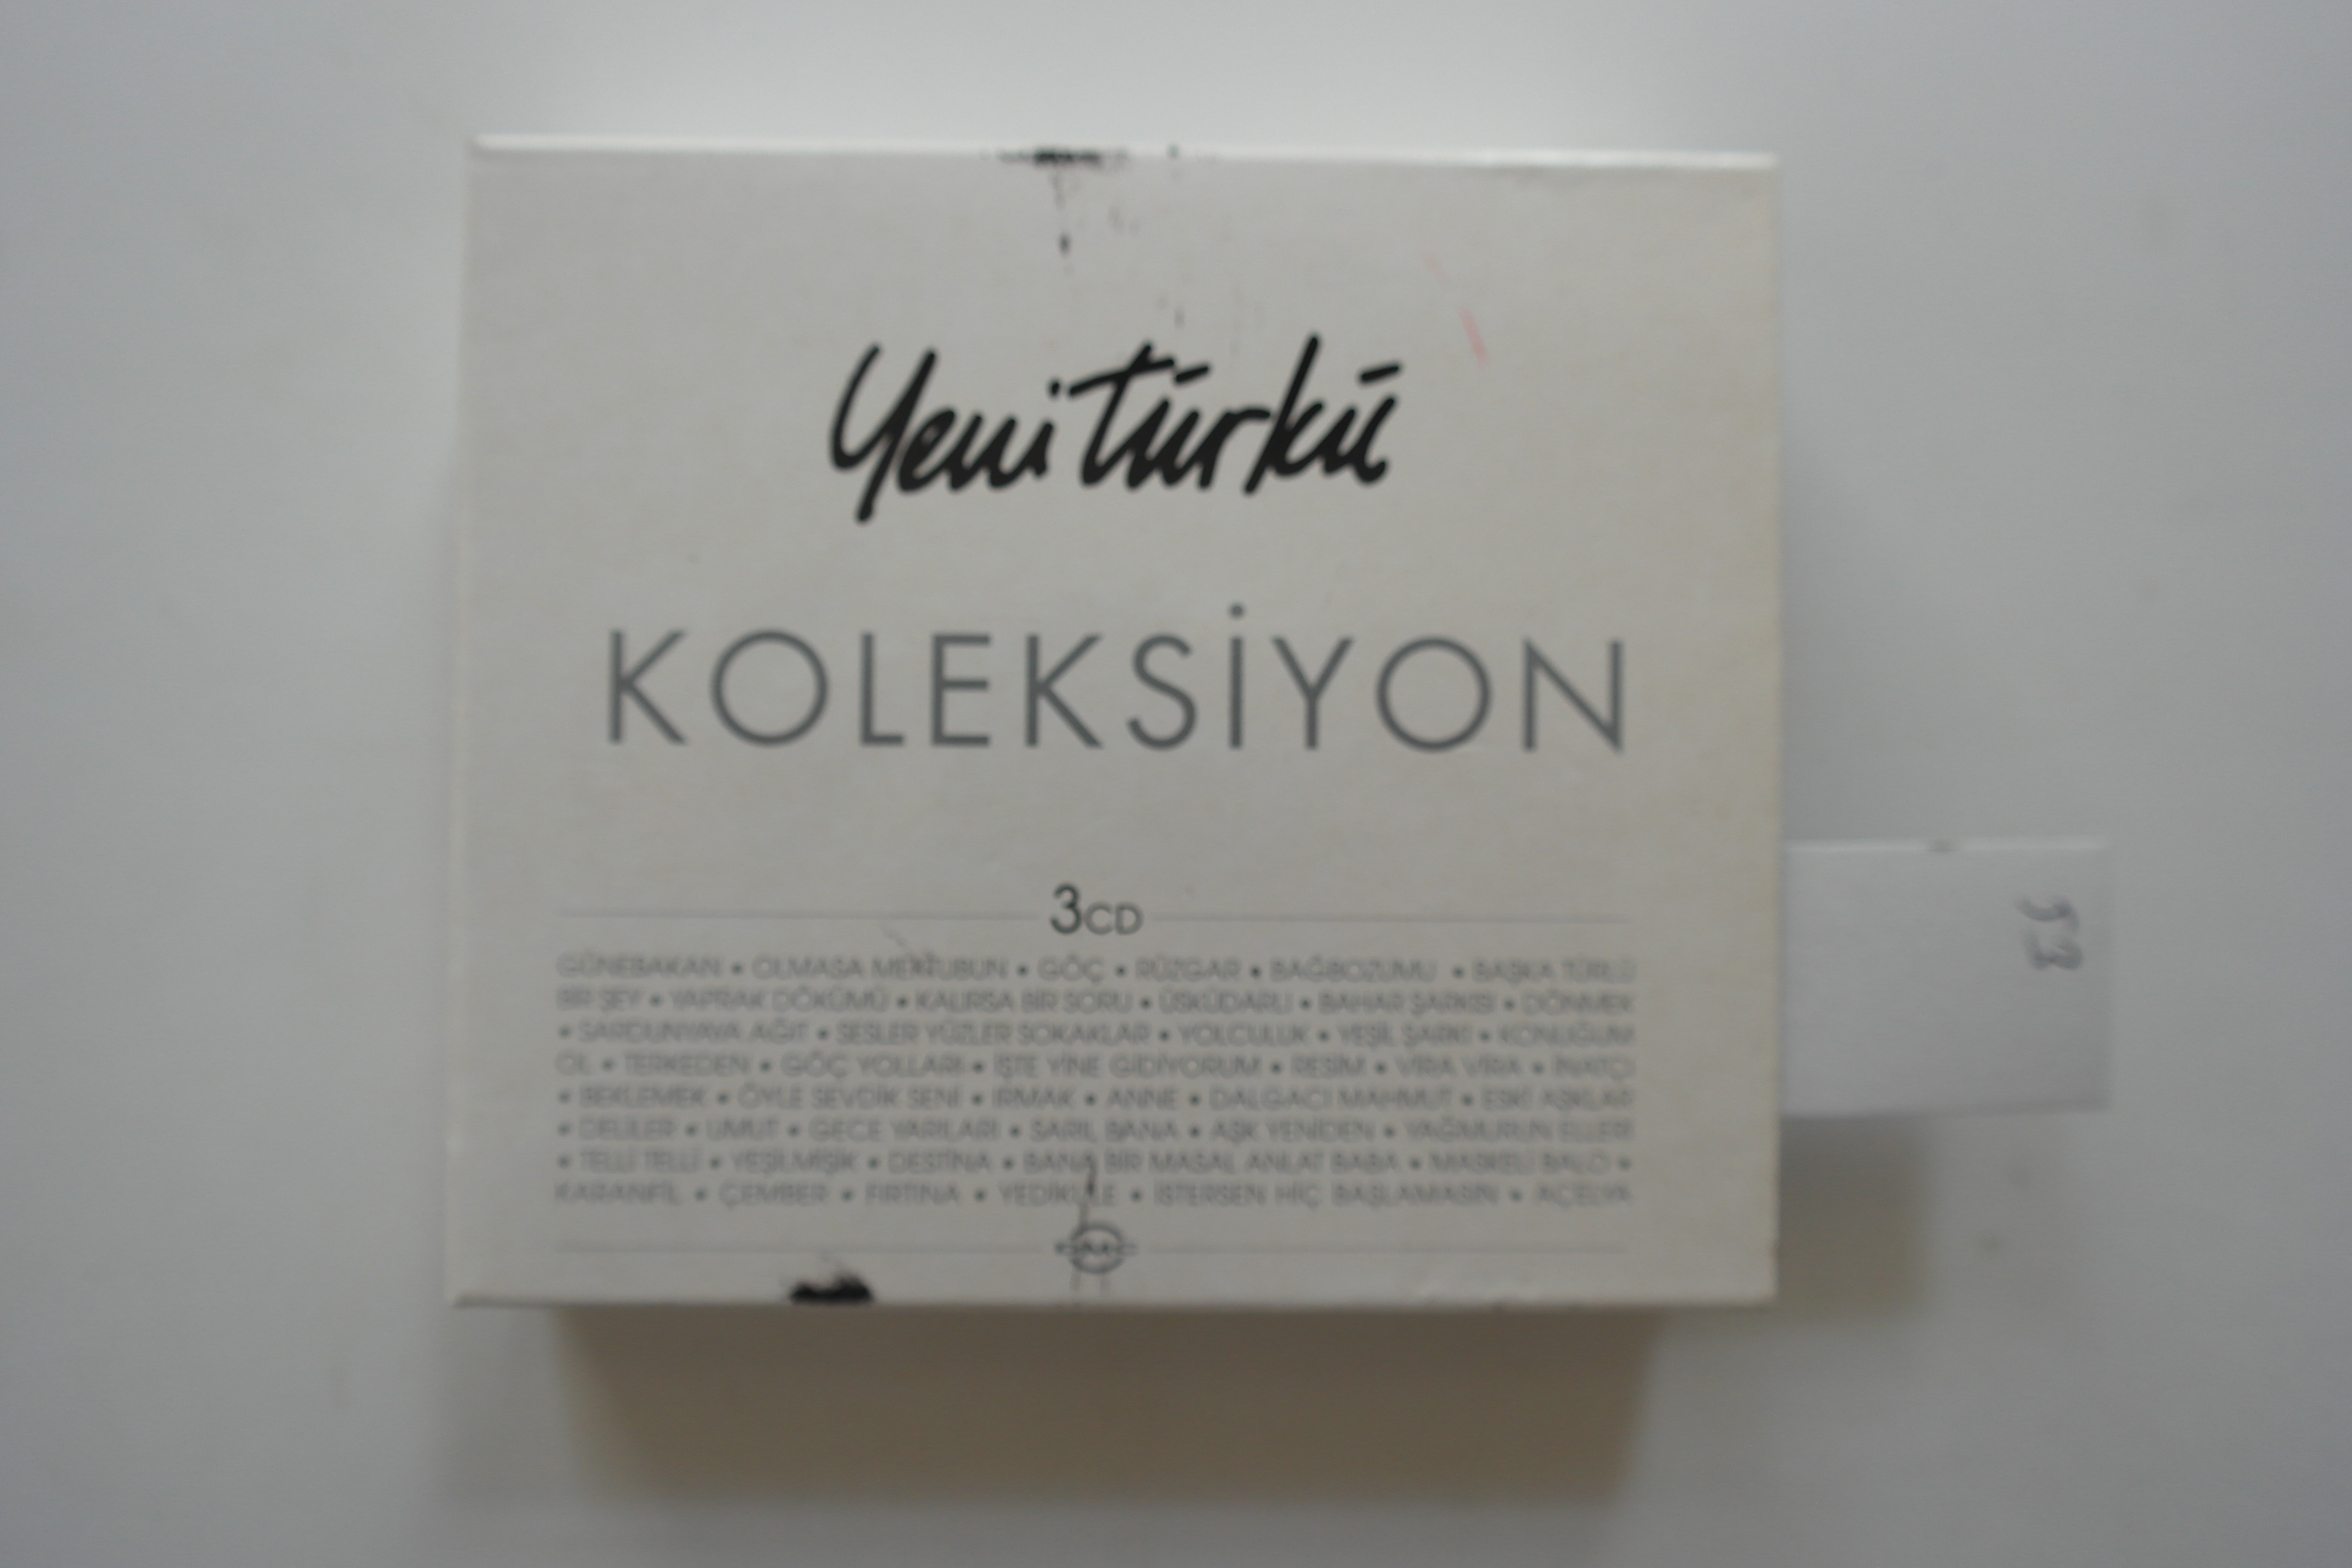 Yeni Türkü
KOLEKSİYON
3CD
GÜNEBAKAN • OLMASA MEKTUBUN • GÖÇ • RÜZGAR • BAĞBOZUMU • BAŞKA TÜRLÜ
BİR ŞEY • YAPRAK DÖKÜMÜ • KALIRSA BİR SORU • ÜSKÜDARLI • BAHAR ŞARKISI • DÖNMEK
• SARDUNYAYA AĞIT • SESLER YÜZLER SOKAKLAR • YOLCULUK • YEŞİL ŞARKI • KONUĞUM
OL • TERKEDEN • GÖÇ YOLLARI • İŞTE YİNE GİDİYORUM • RESİM • VİRA VİRA • İNATÇI
• BEKLEMEK • ÖYLE SEVDİK SENİ • IRMAK • ANNE • DALGACI MAHMUT • ESKİ AŞKLAR
• DELİLER • UMUT • GECE YARILARI • SARIL BANA • AŞK YENİDEN • YAĞMURUN ELLERİ
• TELLİ TELLİ • YEŞİLMİŞİK • DESTİNA • BANA BİR MASAL ANLAT BABA • MASKELİ BALO •
KARANFİL • ÇEMBER • FIRTINA • YEDİKULE • İSTERSEN HİÇ BAŞLAMASIN • AÇELYA